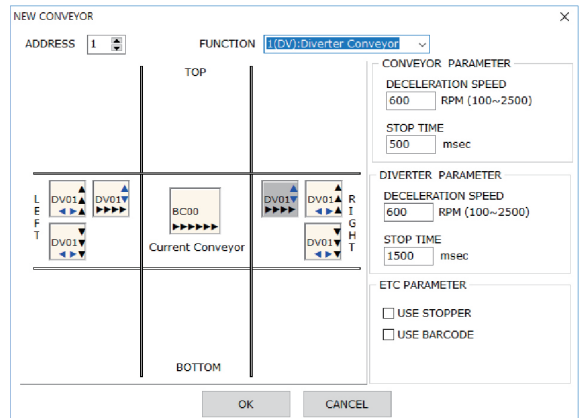 NEW CONVEYOR
ADDRESS 1 FUNCTION 1(DV):Diverter Conveyor
TOP
LEFT
DV01
DV01
DV01
BC00
Current Conveyor
DV01
DV01
DV01
RIGHT
BOTTOM
CONVEYOR PARAMETER
DECELERATION SPEED
600 RPM (100~2500)
STOP TIME
500 msec
DIVERTER PARAMETER
DECELERATION SPEED
600 RPM (100~2500)
STOP TIME
1500 msec
ETC PARAMETER
USE STOPPER
USE BARCODE
OK CANCEL